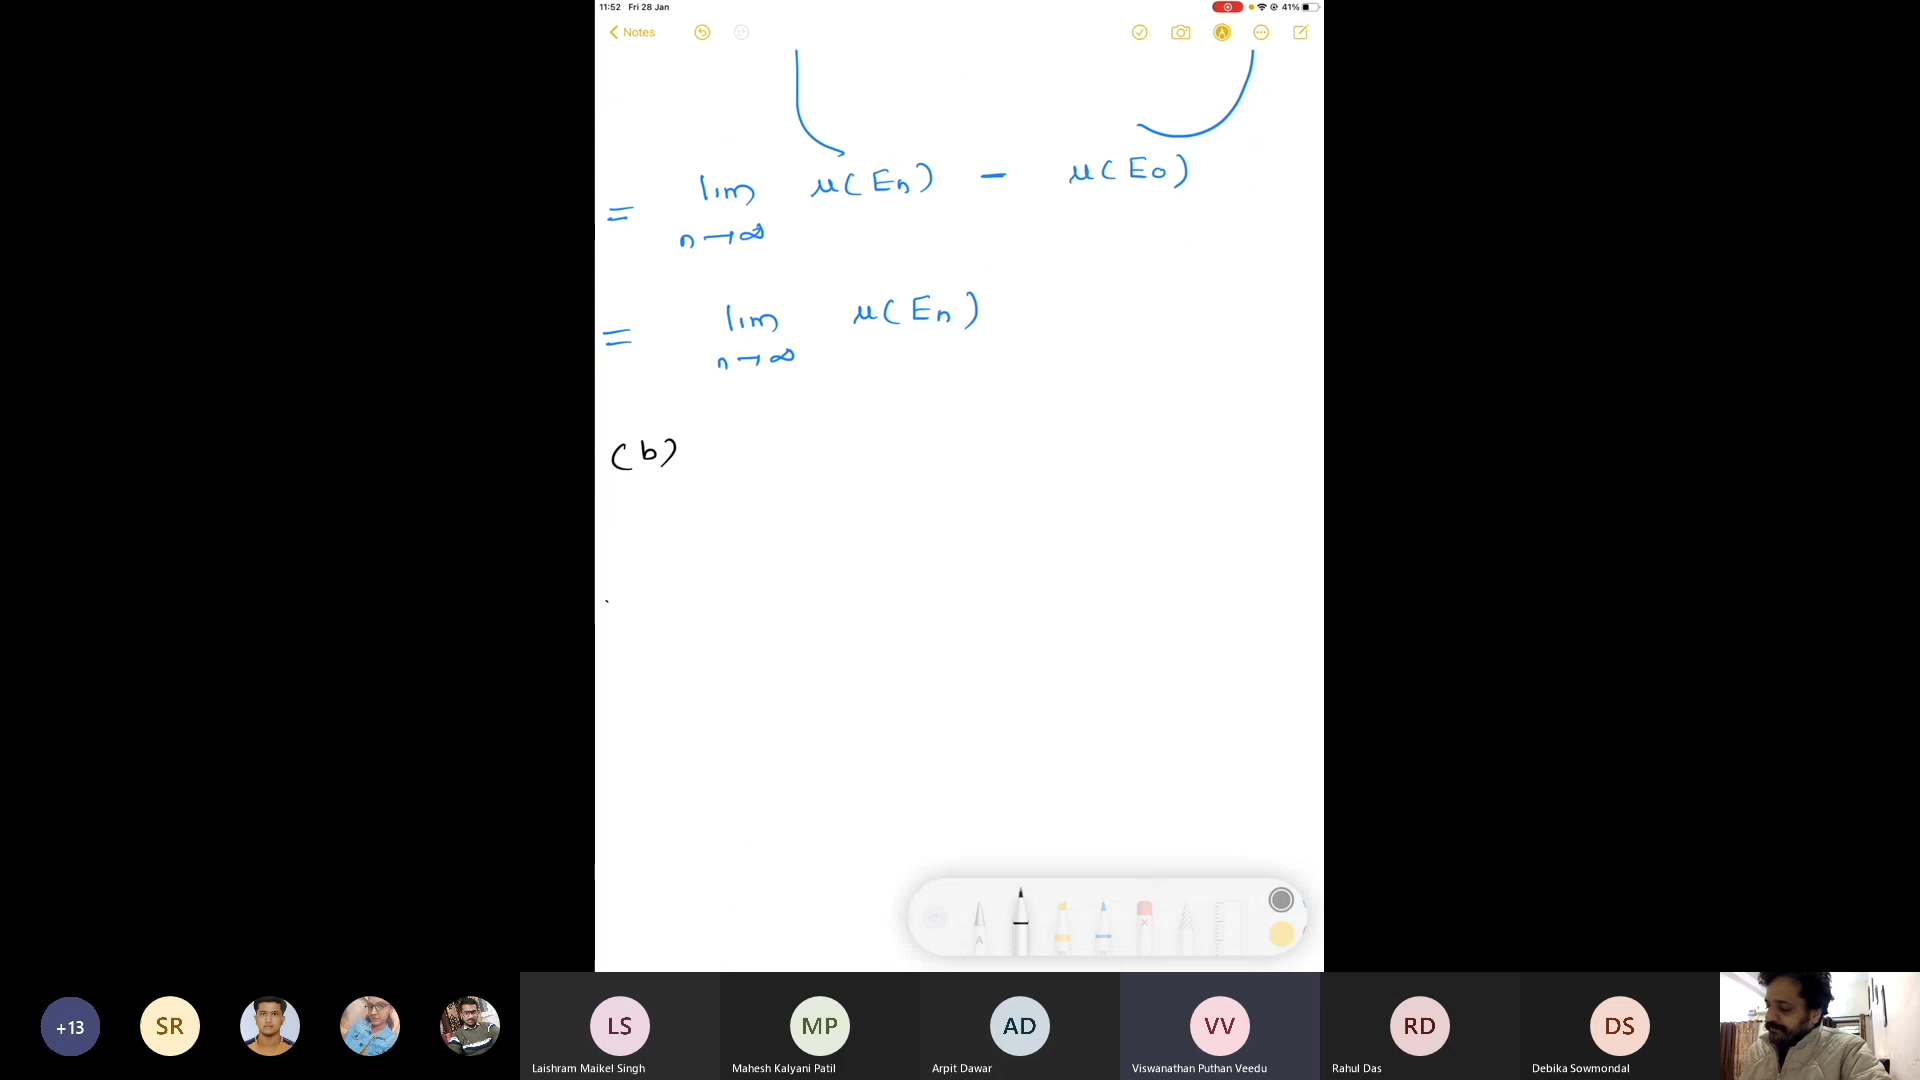 11:52 Fri 28 Jan
41%
Notes
= lim n→∞ μ(En) − μ(E0)
= lim n→∞ μ(En)
(b)
A
+13
SR
LS
MP
AD
VV
RD
DS
Laishram Maikel Singh
Mahesh Kalyani Patil
Arpit Dawar
Viswanathan Puthan Veedu
Rahul Das
Debika Sowmondal